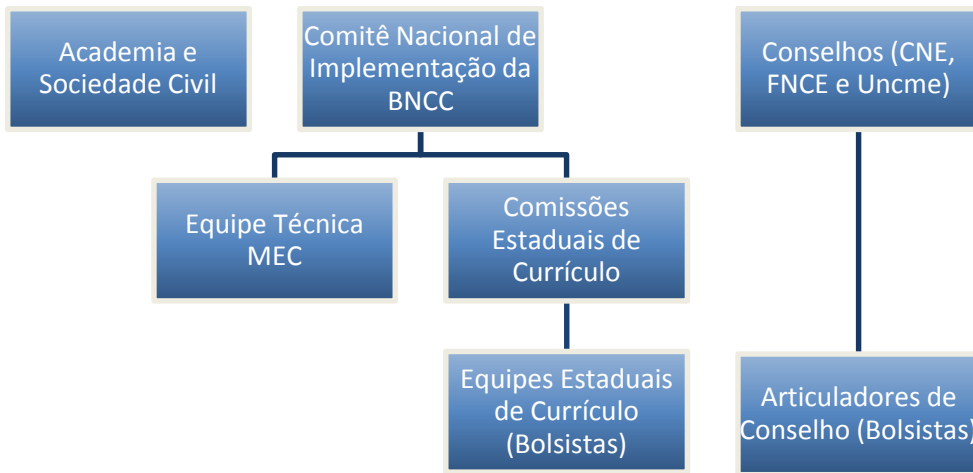 Academia e
Sociedade Civil
Comitê Nacional de
Implementação da
BNCC
Conselhos (CNE,
FNCE e Uncme)
Equipe Técnica
MEC
Comissões
Estaduais de
Currículo
Equipes Estaduais
de Currículo
(Bolsistas)
Articuladores de
Conselho (Bolsistas)